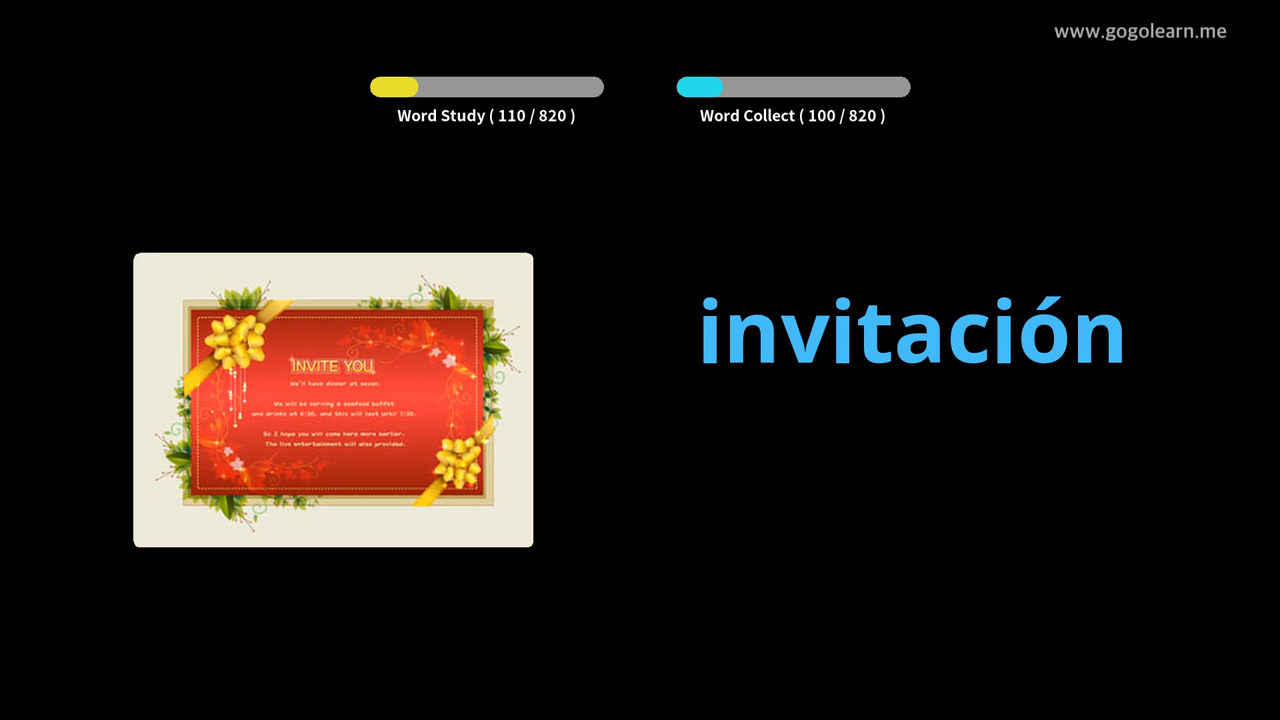 www.gogolearn.me
Word Study ( 110 / 820 )
Word Collect ( 100 / 820 )
invitación
INVITE YOU
We'll have dinner at seven.
We will be serving a seafood buffet
and drinks at 6:30, and this will last until 7:30.
So I hope you will come here more earlier.
The live entertainment will also provided.